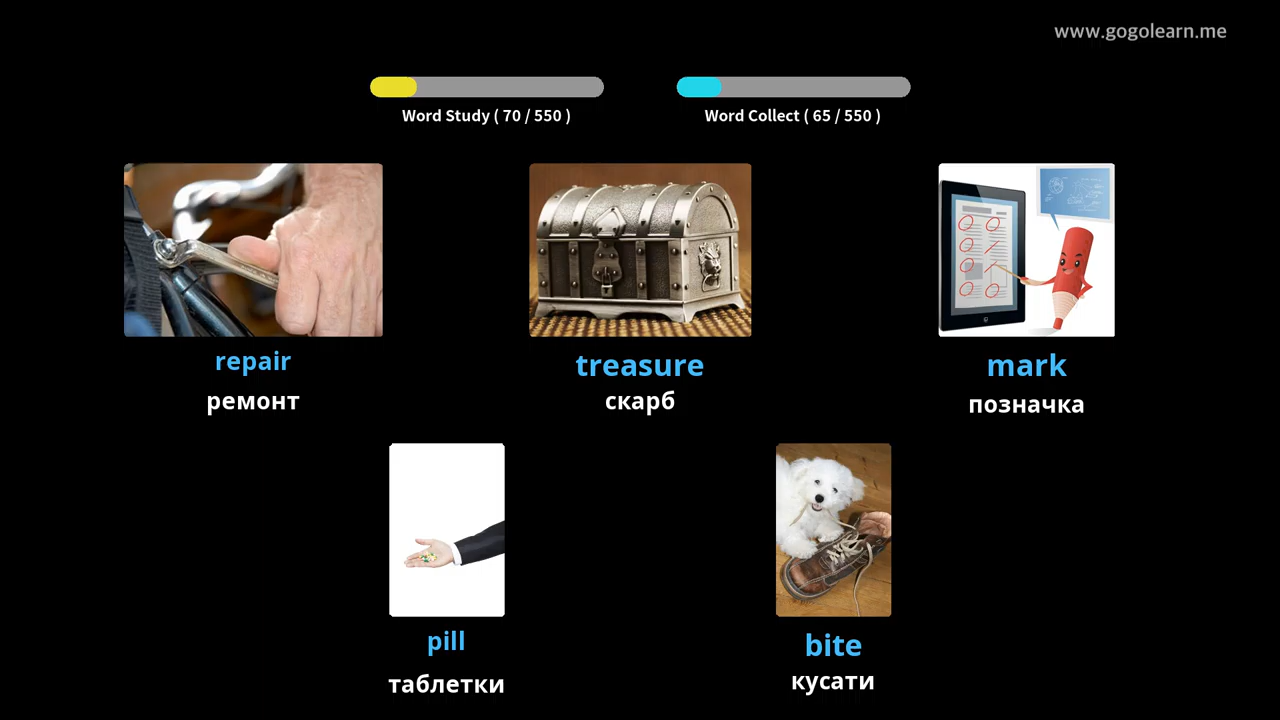 www.gogolearn.me
Word Study ( 70 / 550 )
Word Collect ( 65 / 550 )
repair
ремонт
treasure
скарб
mark
позначка
pill
таблетки
bite
кусати